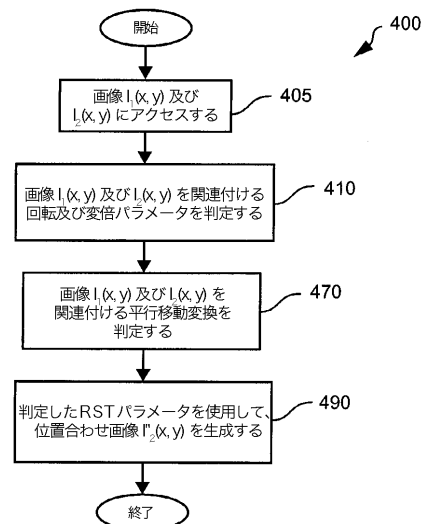 400
開始
画像 I₁(x, y) 及び
I₂(x, y) にアクセスする
405
画像 I₁(x, y) 及び I₂(x, y) を関連付ける
回転及び変倍パラメータを判定する
410
画像 I₁(x, y) 及び I₂(x, y) を
関連付ける平行移動変換を
判定する
470
判定したRSTパラメータを使用して、
位置合わせ画像 I"₂(x, y) を生成する
490
終了